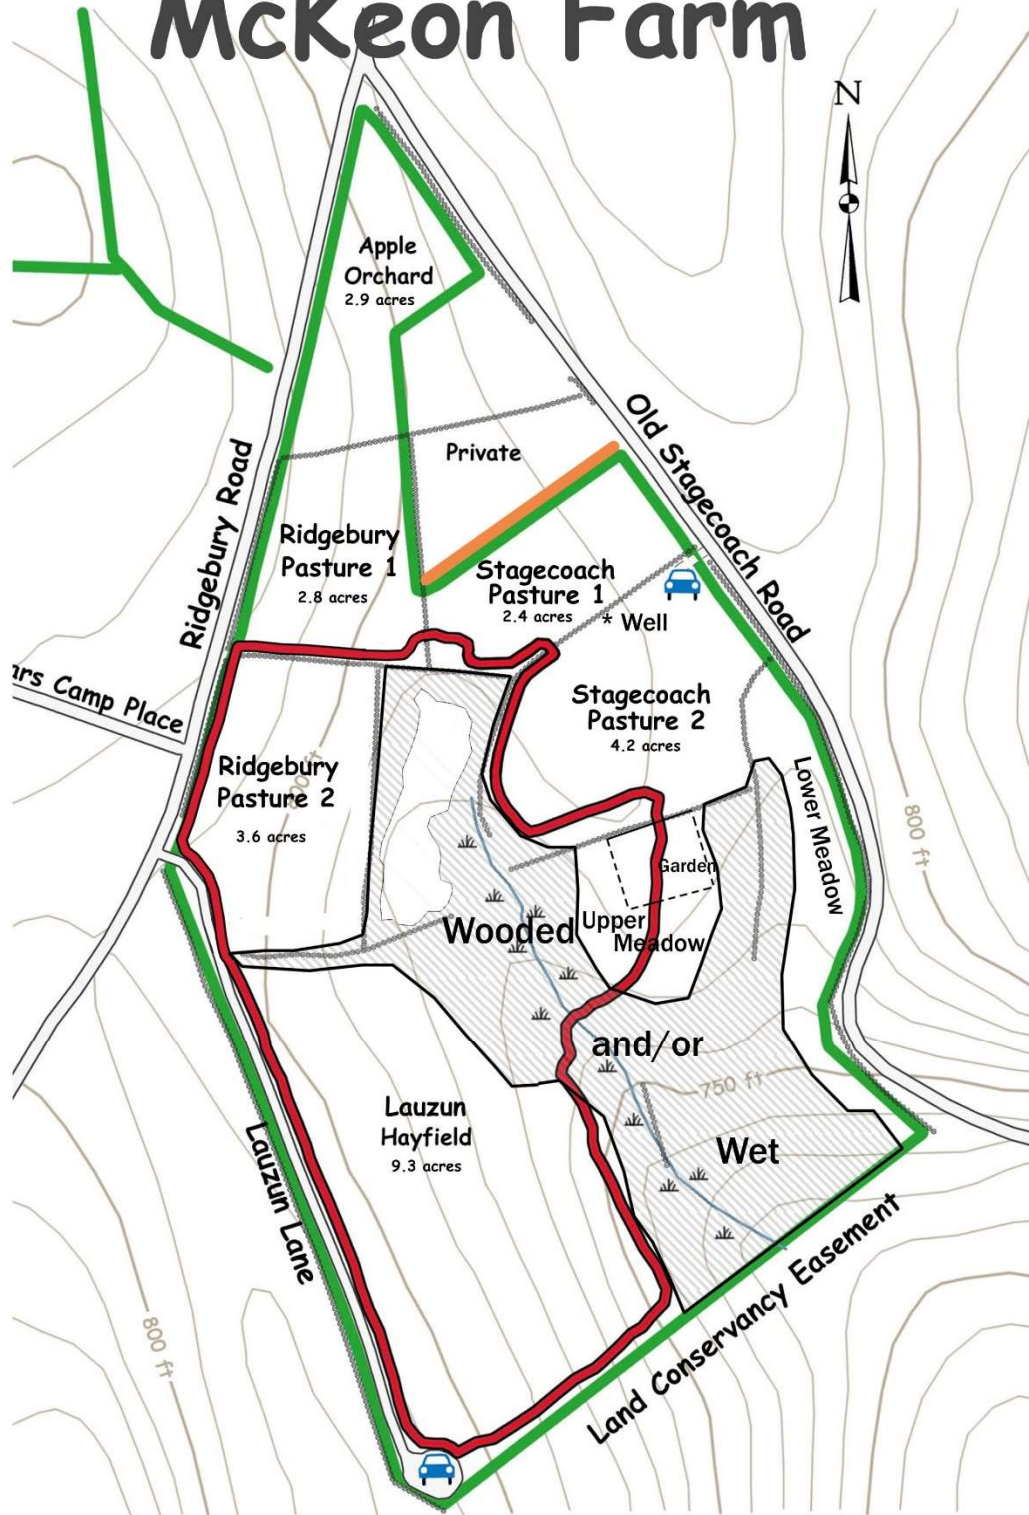 McKeon Farm
N
Apple
Orchard
2.9 acres
Old Stagecoach Road
Private
Ridgebury Road
Ridgebury
Pasture 1
2.8 acres
Stagecoach
Pasture 1
2.4 acres
* Well
ars Camp Place
Stagecoach
Pasture 2
4.2 acres
Ridgebury
Pasture 2
3.6 acres
Lower Meadow
800 ft
Garden
Upper
Meadow
Wooded
and/or
750 ft
Wet
Lauzun
Hayfield
9.3 acres
Lauzun Lane
Land Conservancy Easement
800 ft